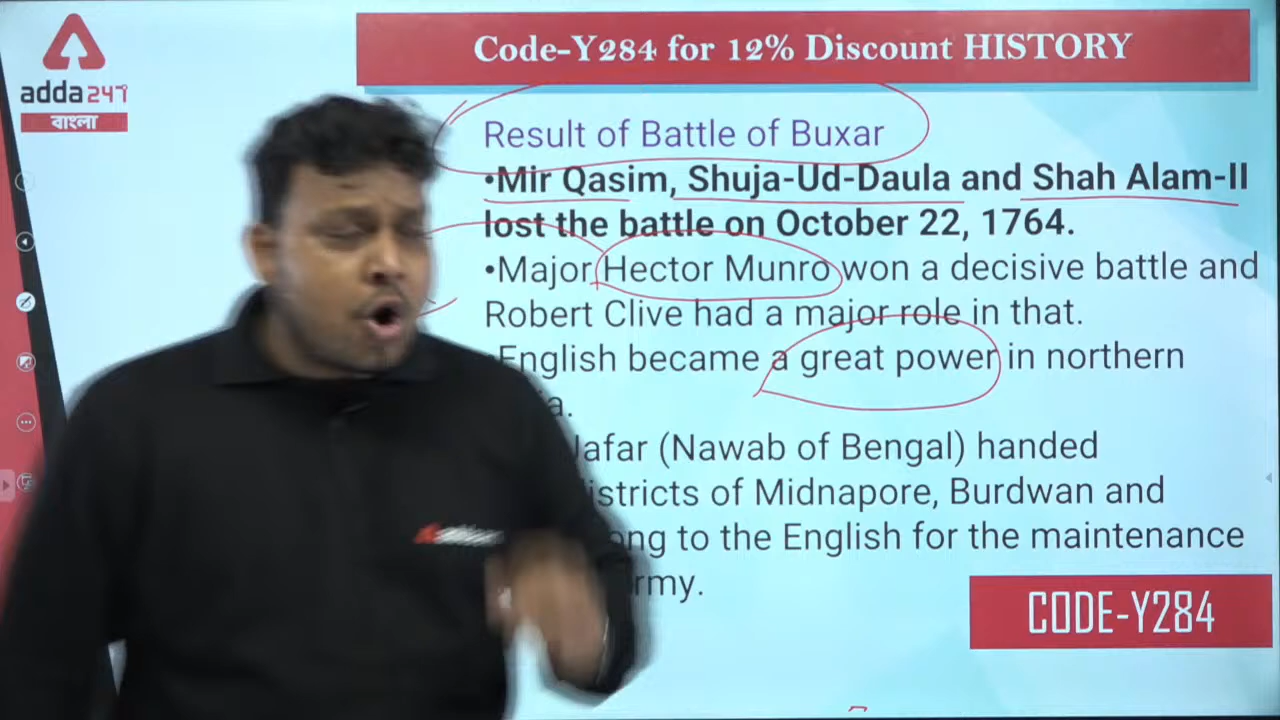 Code-Y284 for 12% Discount HISTORY
adda247
বাংলা
Result of Battle of Buxar
•Mir Qasim, Shuja-Ud-Daula and Shah Alam-II
lost the battle on October 22, 1764.
•Major Hector Munro won a decisive battle and
Robert Clive had a major role in that.
English became a great power in northern
Jafar (Nawab of Bengal) handed
districts of Midnapore, Burdwan and
to the English for the maintenance
CODE-Y284